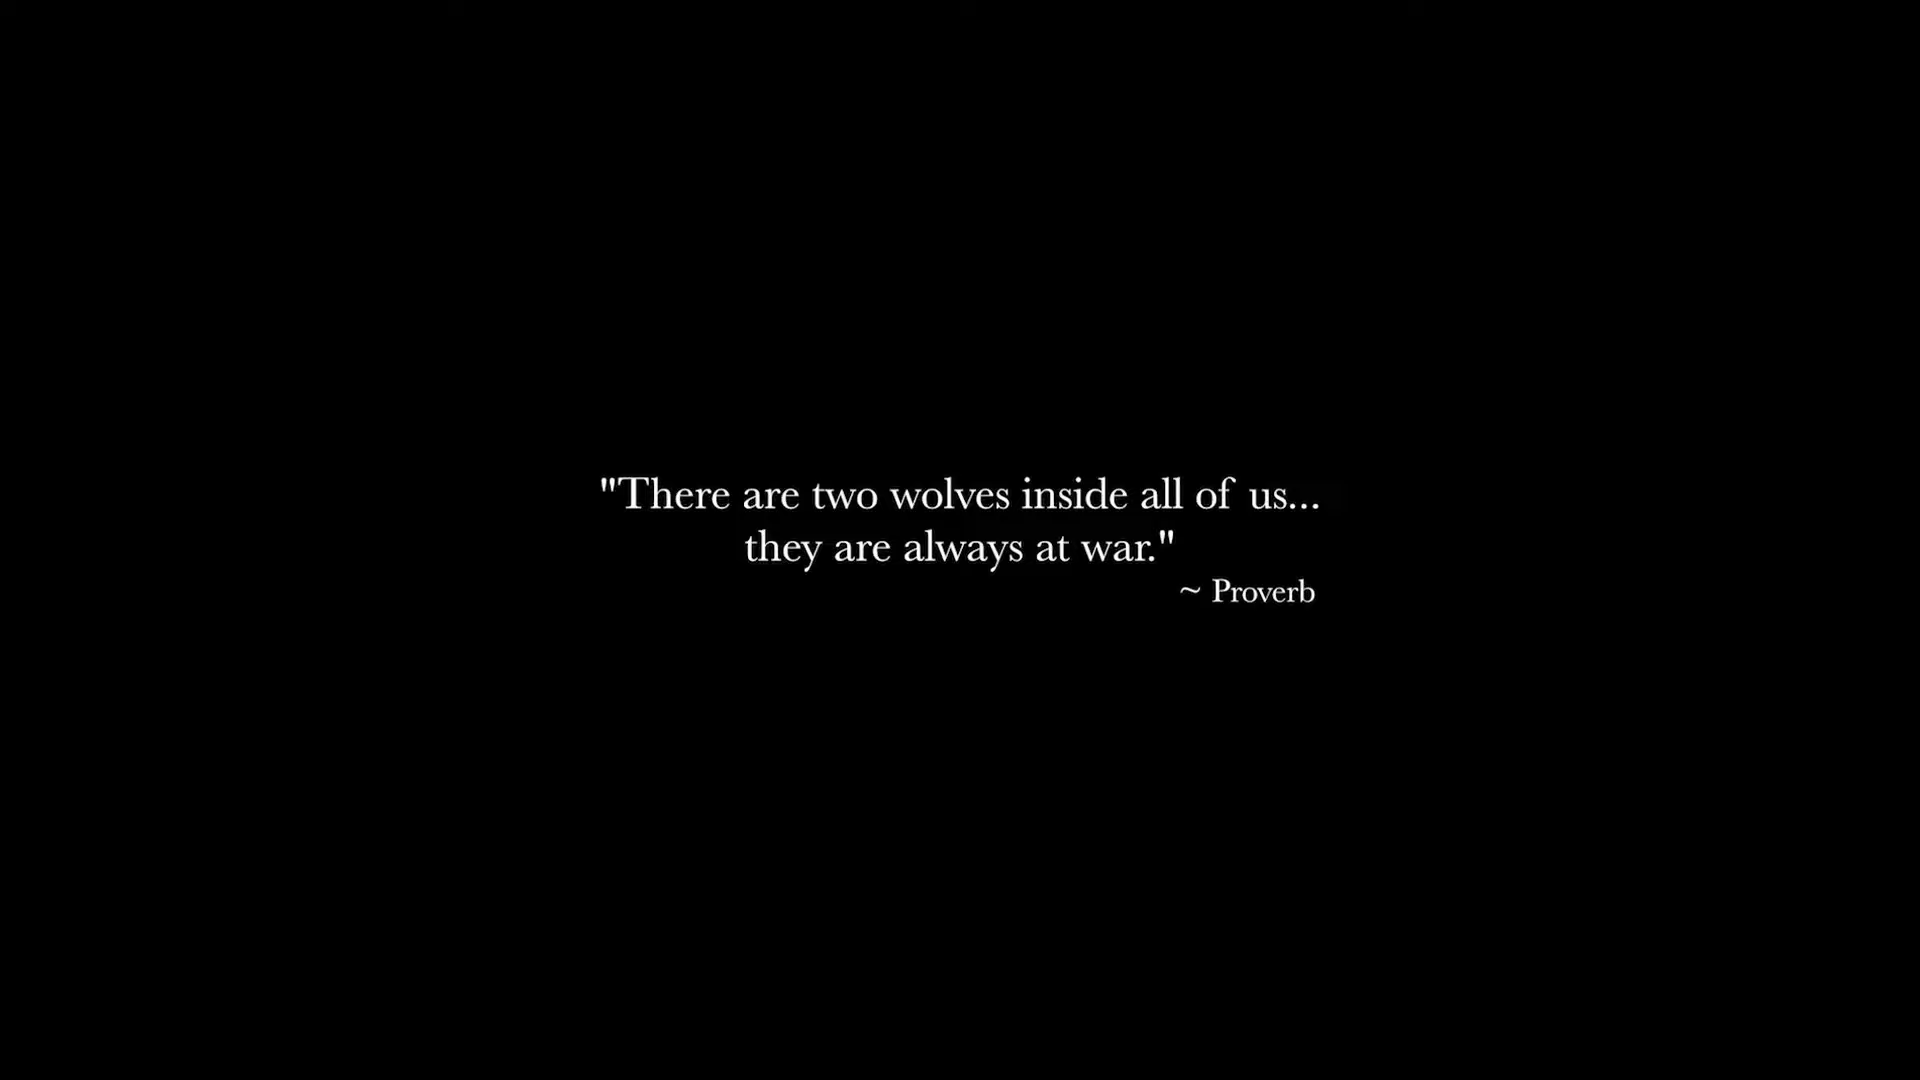 "There are two wolves inside all of us...
they are always at war."
~ Proverb